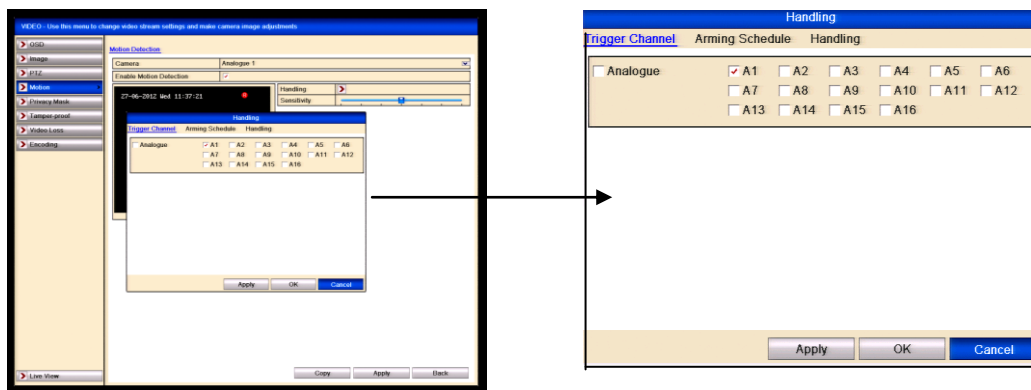 VIDEO - Use this menu to change video stream settings and make camera image adjustments
OSD
Image
PTZ
Motion
Privacy Mask
Tamper-proof
Video Loss
Encoding
Live View
Motion Detection
Camera Analogue 1
Enable Motion Detection
27-06-2012 Wed 11:37:21
Handling
Sensitivity
Handling
Trigger Channel Arming Schedule Handling
Analogue A1 A2 A3 A4 A5 A6
A7 A8 A9 A10 A11 A12
A13 A14 A15 A16
Apply OK Cancel
Copy Apply Back
Handling
Trigger Channel Arming Schedule Handling
Analogue A1 A2 A3 A4 A5 A6
A7 A8 A9 A10 A11 A12
A13 A14 A15 A16
Apply OK Cancel